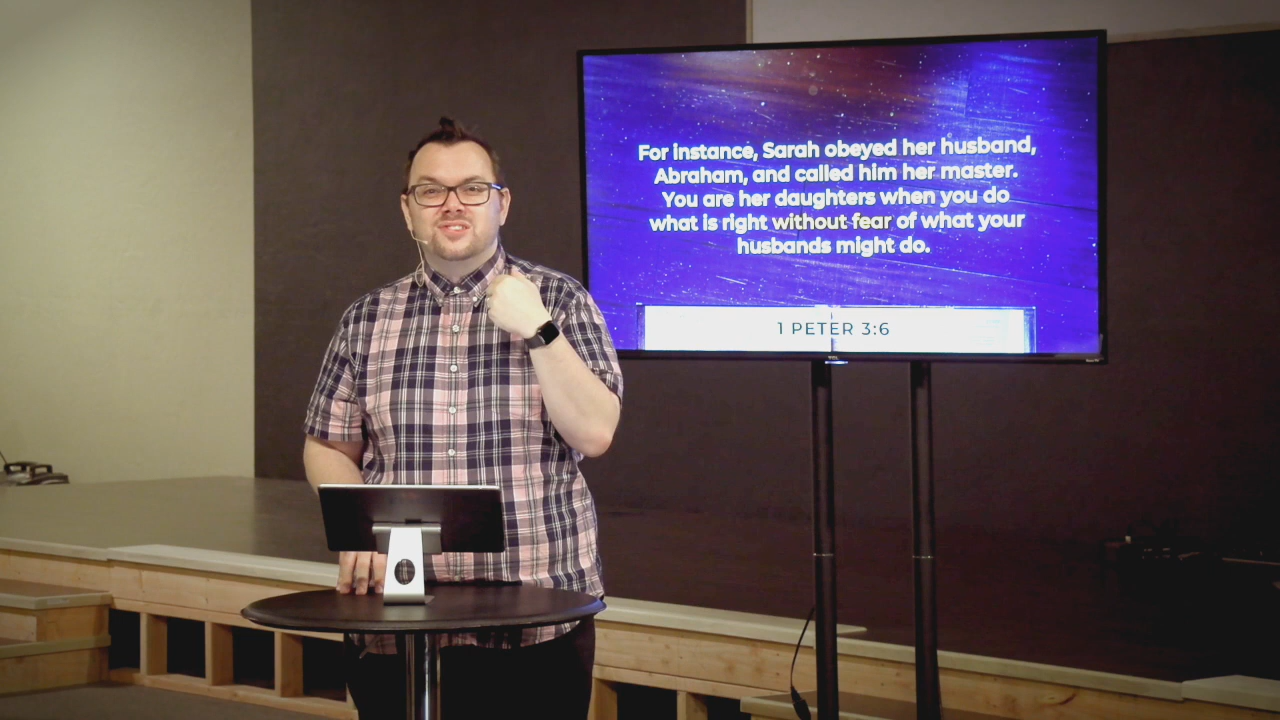 For instance, Sarah obeyed her husband,
Abraham, and called him her master.
You are her daughters when you do
what is right without fear of what your
husbands might do.
1 PETER 3:6
TCL